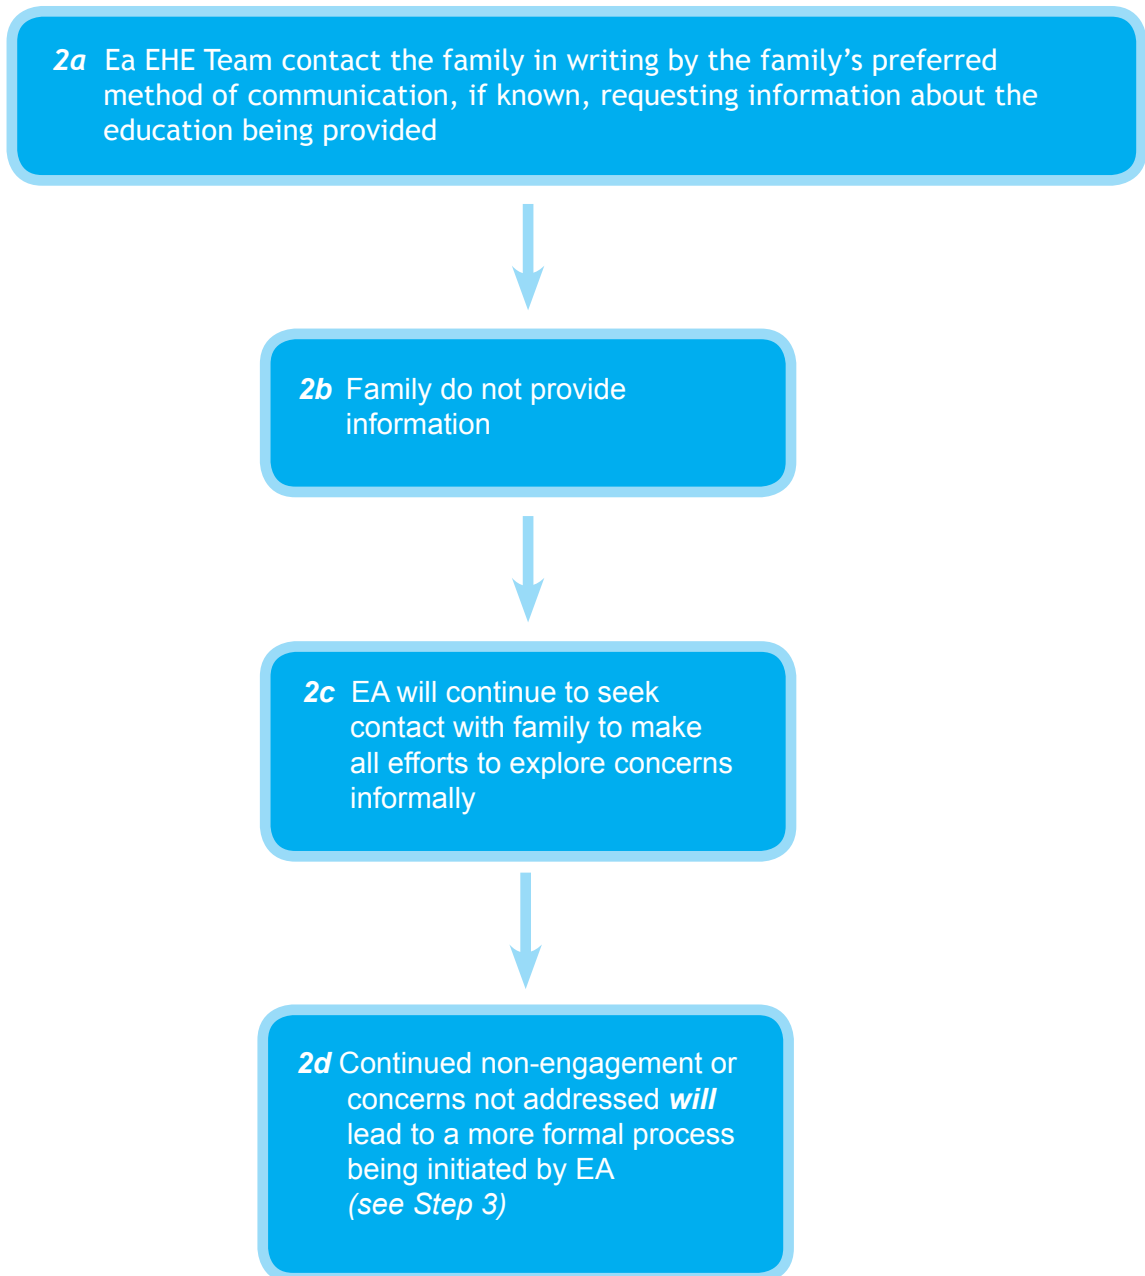 2a Ea EHE Team contact the family in writing by the family’s preferred
method of communication, if known, requesting information about the
education being provided
2b Family do not provide
information
2c EA will continue to seek
contact with family to make
all efforts to explore concerns
informally
2d Continued non-engagement or
concerns not addressed will
lead to a more formal process
being initiated by EA
(see Step 3)